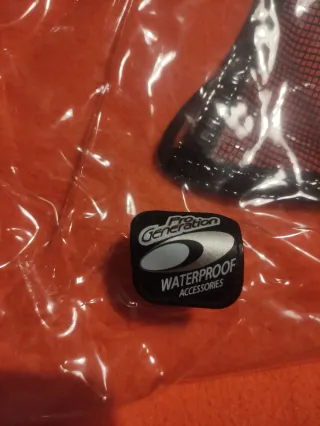 Pro
Generation
WATERPROOF
ACCESSORIES